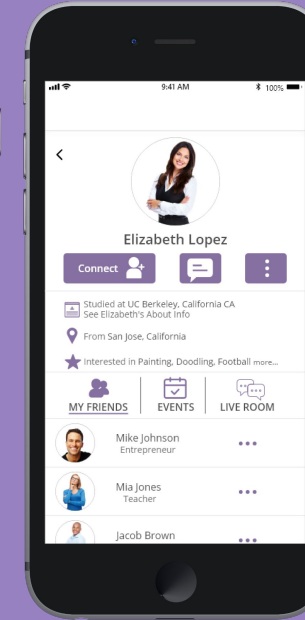 9:41 AM
100%
Elizabeth Lopez
Connect
Studied at UC Berkeley, California CA
See Elizabeth's About Info
From San Jose, California
Interested in Painting, Doodling, Football more...
MY FRIENDS
EVENTS
LIVE ROOM
Mike Johnson
Entrepreneur
Mia Jones
Teacher
Jacob Brown